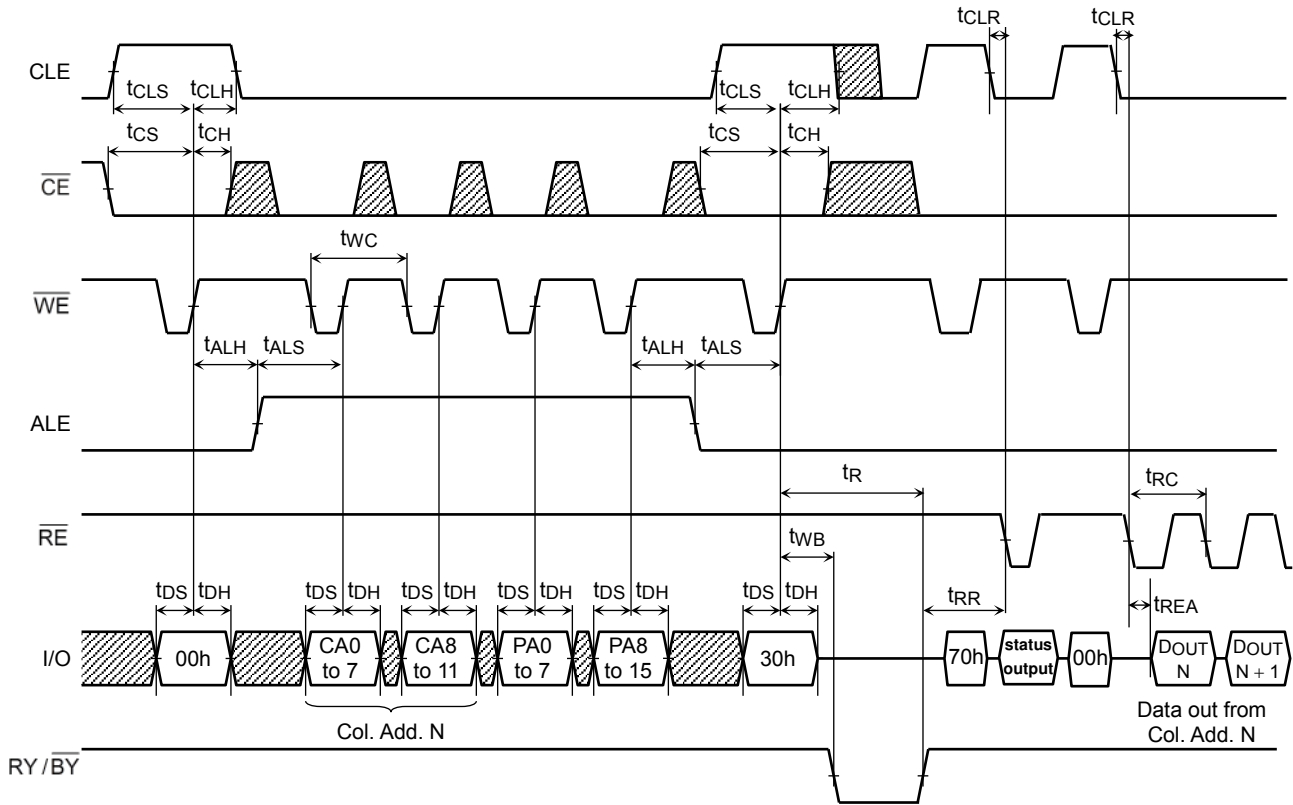 tCLR tCLR
CLE
tCLS tCLH tCLS tCLH
tCS tCH tCS tCH
CE
tWC
WE
tALH tALS tALH tALS
ALE
tR
tRC
RE
tWB
tDS tDH tDS tDH tDS tDH tDS tDH tDS tDH tDS tDH
tRR
tREA
I/O
00h
CA0
to 7
CA8
to 11
PA0
to 7
PA8
to 15
30h
70h
status
output
00h
DOUT
N
DOUT
N + 1
Col. Add. N
Data out from
Col. Add. N
RY / BY